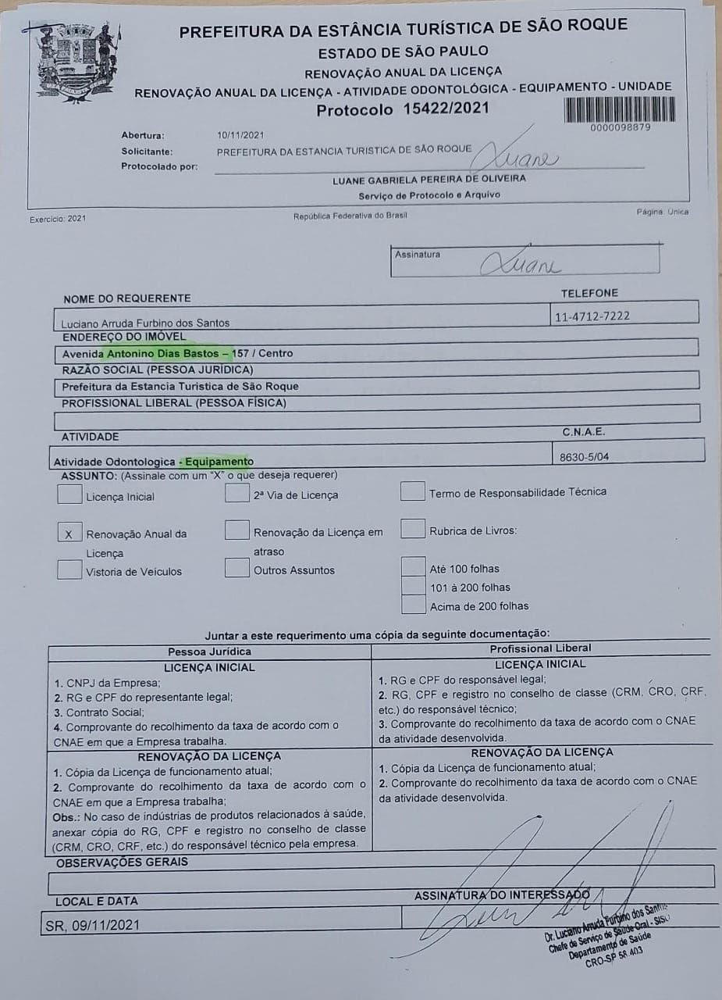 PREFEITURA DA ESTÂNCIA TURÍSTICA DE SÃO ROQUE
ESTADO DE SÃO PAULO
RENOVAÇÃO ANUAL DA LICENÇA
RENOVAÇÃO ANUAL DA LICENÇA - ATIVIDADE ODONTOLÓGICA - EQUIPAMENTO - UNIDADE
Protocolo 15422/2021
0000098879
Abertura: 10/11/2021
Solicitante: PREFEITURA DA ESTANCIA TURISTICA DE SÃO ROQUE
Protocolado por: Luane
LUANE GABRIELA PEREIRA DE OLIVEIRA
Serviço de Protocolo e Arquivo
Exercício: 2021 República Federativa do Brasil Página: Única
Assinatura Luane
NOME DO REQUERENTE TELEFONE
Luciano Arruda Furbino dos Santos 11-4712-7222
ENDEREÇO DO IMÓVEL
Avenida Antonino Dias Bastos – 157 / Centro
RAZÃO SOCIAL (PESSOA JURÍDICA)
Prefeitura da Estancia Turistica de São Roque
PROFISSIONAL LIBERAL (PESSOA FÍSICA)
ATIVIDADE C.N.A.E.
Atividade Odontologica - Equipamento 8630-5/04
ASSUNTO: (Assinale com um "X" o que deseja requerer)
Licença Inicial 2ª Via de Licença Termo de Responsabilidade Técnica
X Renovação Anual da Licença Renovação da Licença em atraso Rubrica de Livros:
Vistoria de Veículos Outros Assuntos Até 100 folhas
101 à 200 folhas
Acima de 200 folhas
Juntar a este requerimento uma cópia da seguinte documentação:
Pessoa Jurídica
LICENÇA INICIAL
1. CNPJ da Empresa;
2. RG e CPF do representante legal;
3. Contrato Social;
4. Comprovante do recolhimento da taxa de acordo com o
CNAE em que a Empresa trabalha.
RENOVAÇÃO DA LICENÇA
1. Cópia da Licença de funcionamento atual;
2. Comprovante do recolhimento da taxa de acordo com o
CNAE em que a Empresa trabalha;
Obs.: No caso de indústrias de produtos relacionados à saúde,
anexar cópia do RG, CPF e registro no conselho de classe
(CRM, CRO, CRF, etc.) do responsável técnico pela empresa.
Profissional Liberal
LICENÇA INICIAL
1. RG e CPF do responsável legal;
2. RG, CPF e registro no conselho de classe (CRM, CRO, CRF,
etc.) do responsável técnico;
3. Comprovante do recolhimento da taxa de acordo com o CNAE
da atividade desenvolvida.
RENOVAÇÃO DA LICENÇA
1. Cópia da Licença de funcionamento atual;
2. Comprovante do recolhimento da taxa de acordo com o CNAE
da atividade desenvolvida.
OBSERVAÇÕES GERAIS
LOCAL E DATA ASSINATURA DO INTERESSADO
SR, 09/11/2021
Dr. Luciano Arruda Furbino dos Santos
Chefe de Serviço de Saúde Oral - SISO
Departamento de Saúde
CRO-SP 58.403